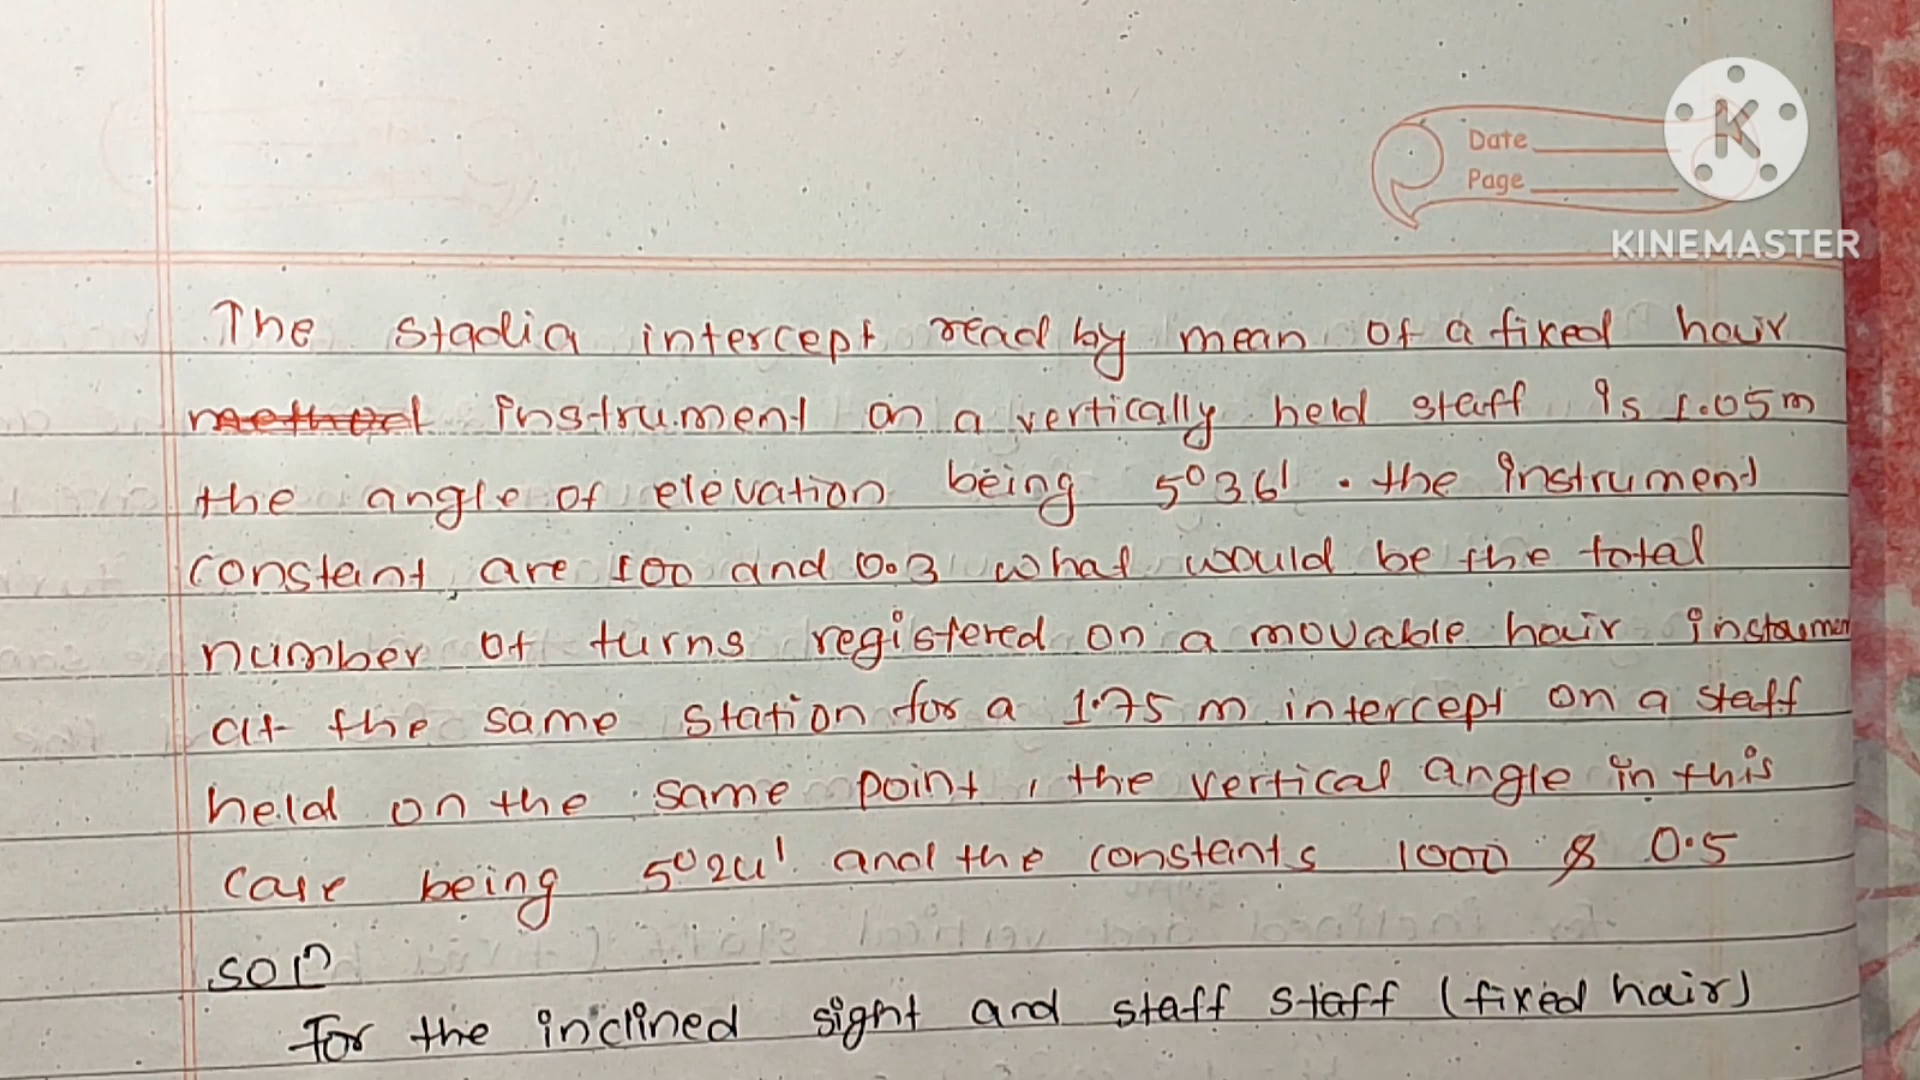 Date
Page
K
KINEMASTER
The stadia intercept read by mean of a fixed hair
method instrument on a vertically held staff is 1.05m
the angle of elevation being 5°36'. the instrument
constant are 100 and 0.3 what would be the total
number of turns registered on a movable hair instrument
at the same station for a 1.75 m intercept on a staff
held on the same point, the vertical angle in this
case being 5°24' and the constants 1000 & 0.5
soln
For the inclined sight and staff staff (fixed hair)